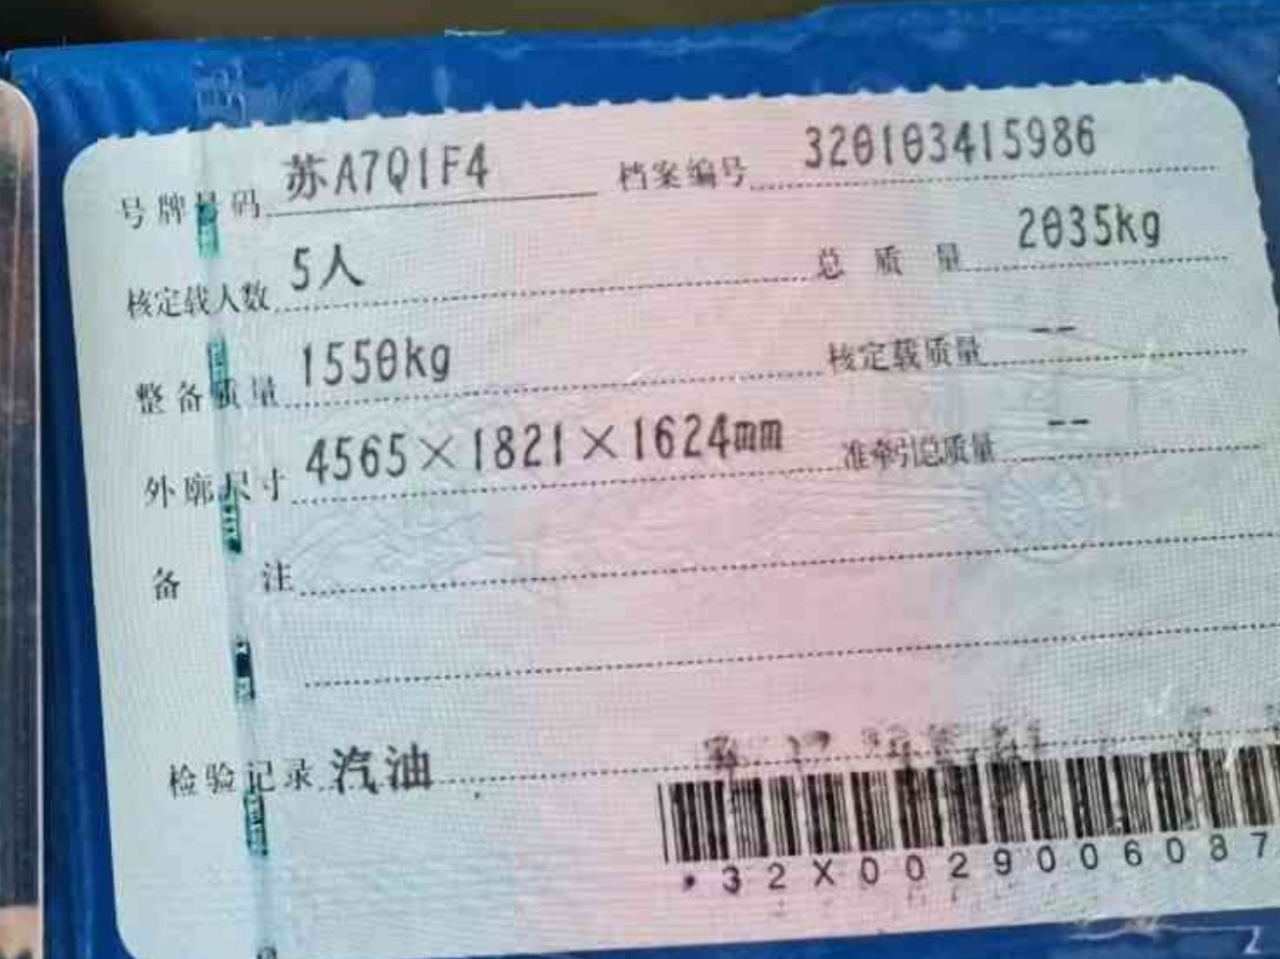 号牌号码 苏A7Q1F4 档案编号 320103415986
核定载人数 5人 总质量 2035kg
整备质量 1550kg 核定载质量 --
外廓尺寸 4565×1821×1624mm 准牵引总质量 --
备注
检验记录 汽油
32X0029006087